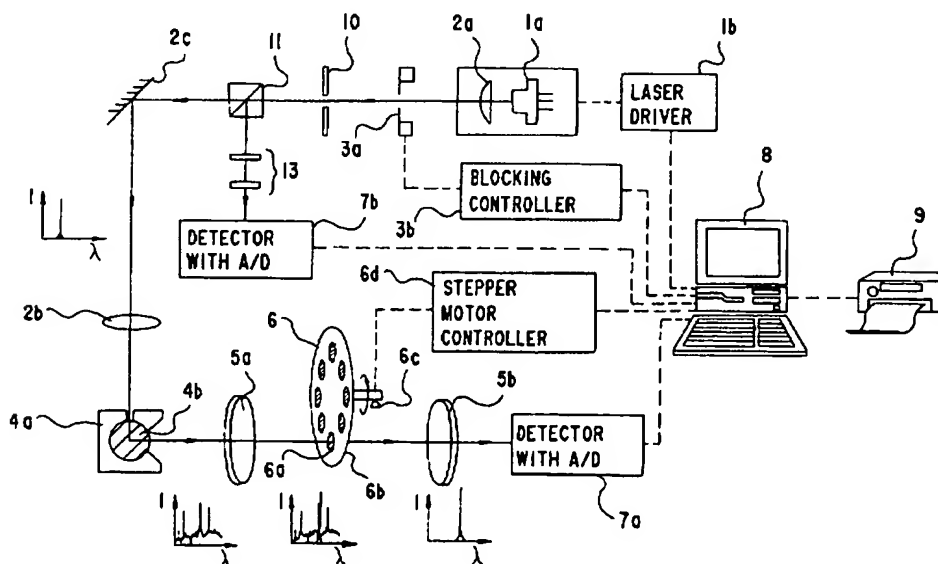 2c
11
10
2a
1a
1b
LASER
DRIVER
3a
13
BLOCKING
CONTROLLER
3b
8
9
I
λ
7b
DETECTOR
WITH A/D
6d
STEPPER
MOTOR
CONTROLLER
2b
6
6c
5a
5b
4a
4b
6a
6b
DETECTOR
WITH A/D
7a
I
λ
I
λ
I
λ